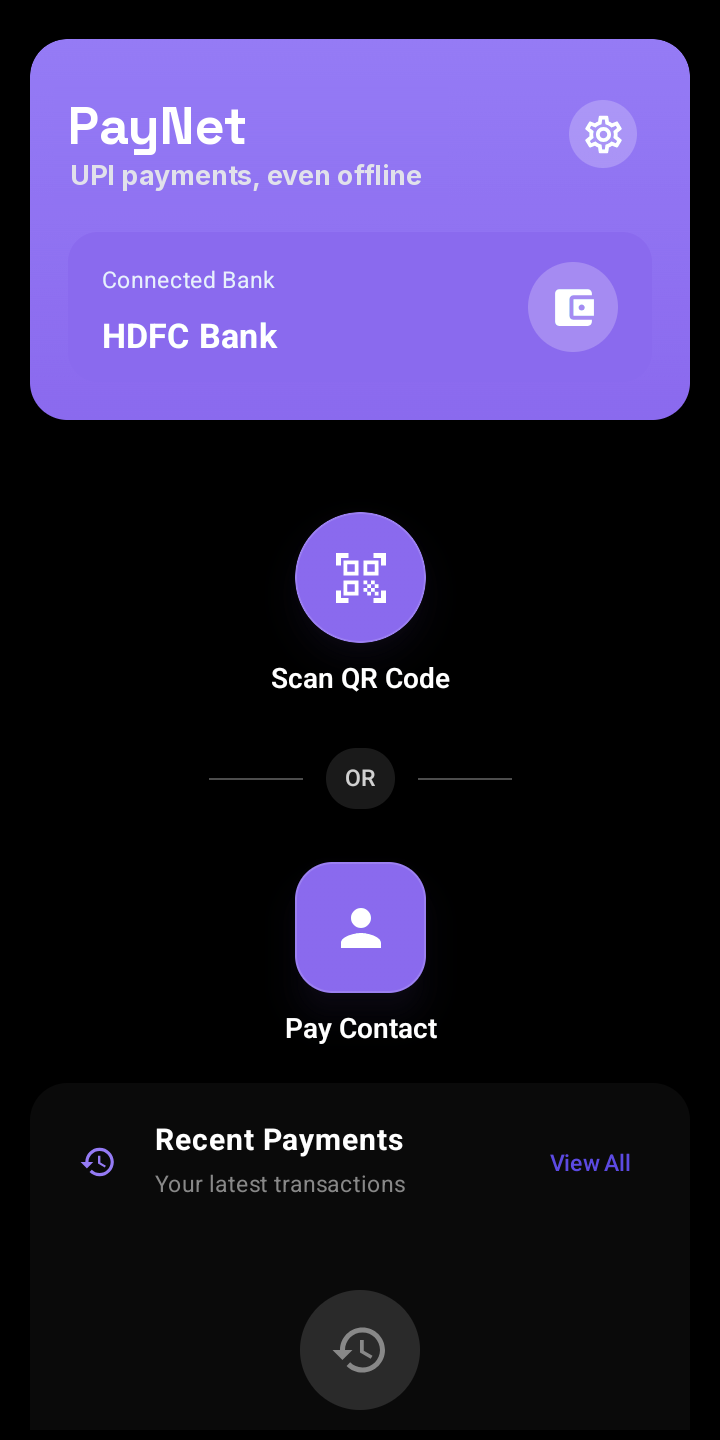 PayNet
UPI payments, even offline
Connected Bank
HDFC Bank
Scan QR Code
OR
Pay Contact
Recent Payments
View All
Your latest transactions